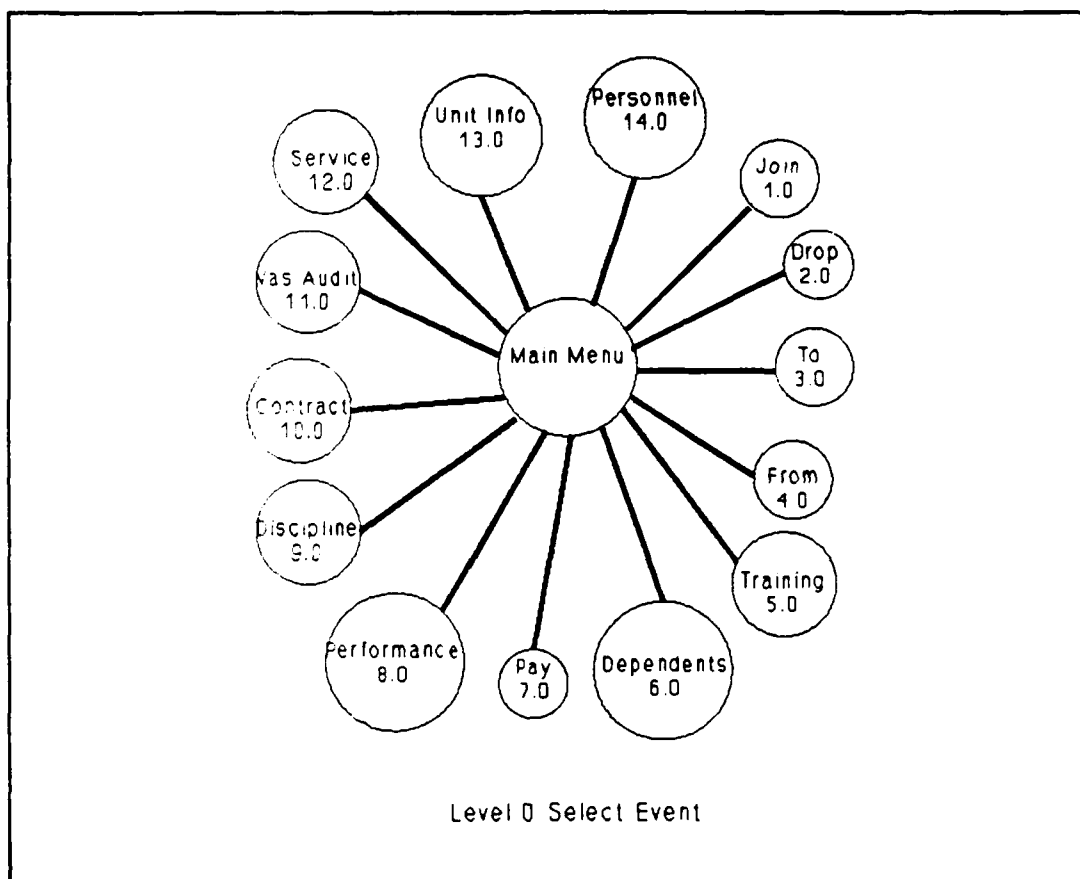 Personnel
14.0
Unit Info
13.0
Service
12.0
Join
1.0
Drop
2.0
Vas Audit
11.0
Main Menu
To
3.0
Contract
10.0
From
4.0
Discipline
9.0
Training
5.0
Performance
8.0
Pay
7.0
Dependents
6.0
Level 0 Select Event